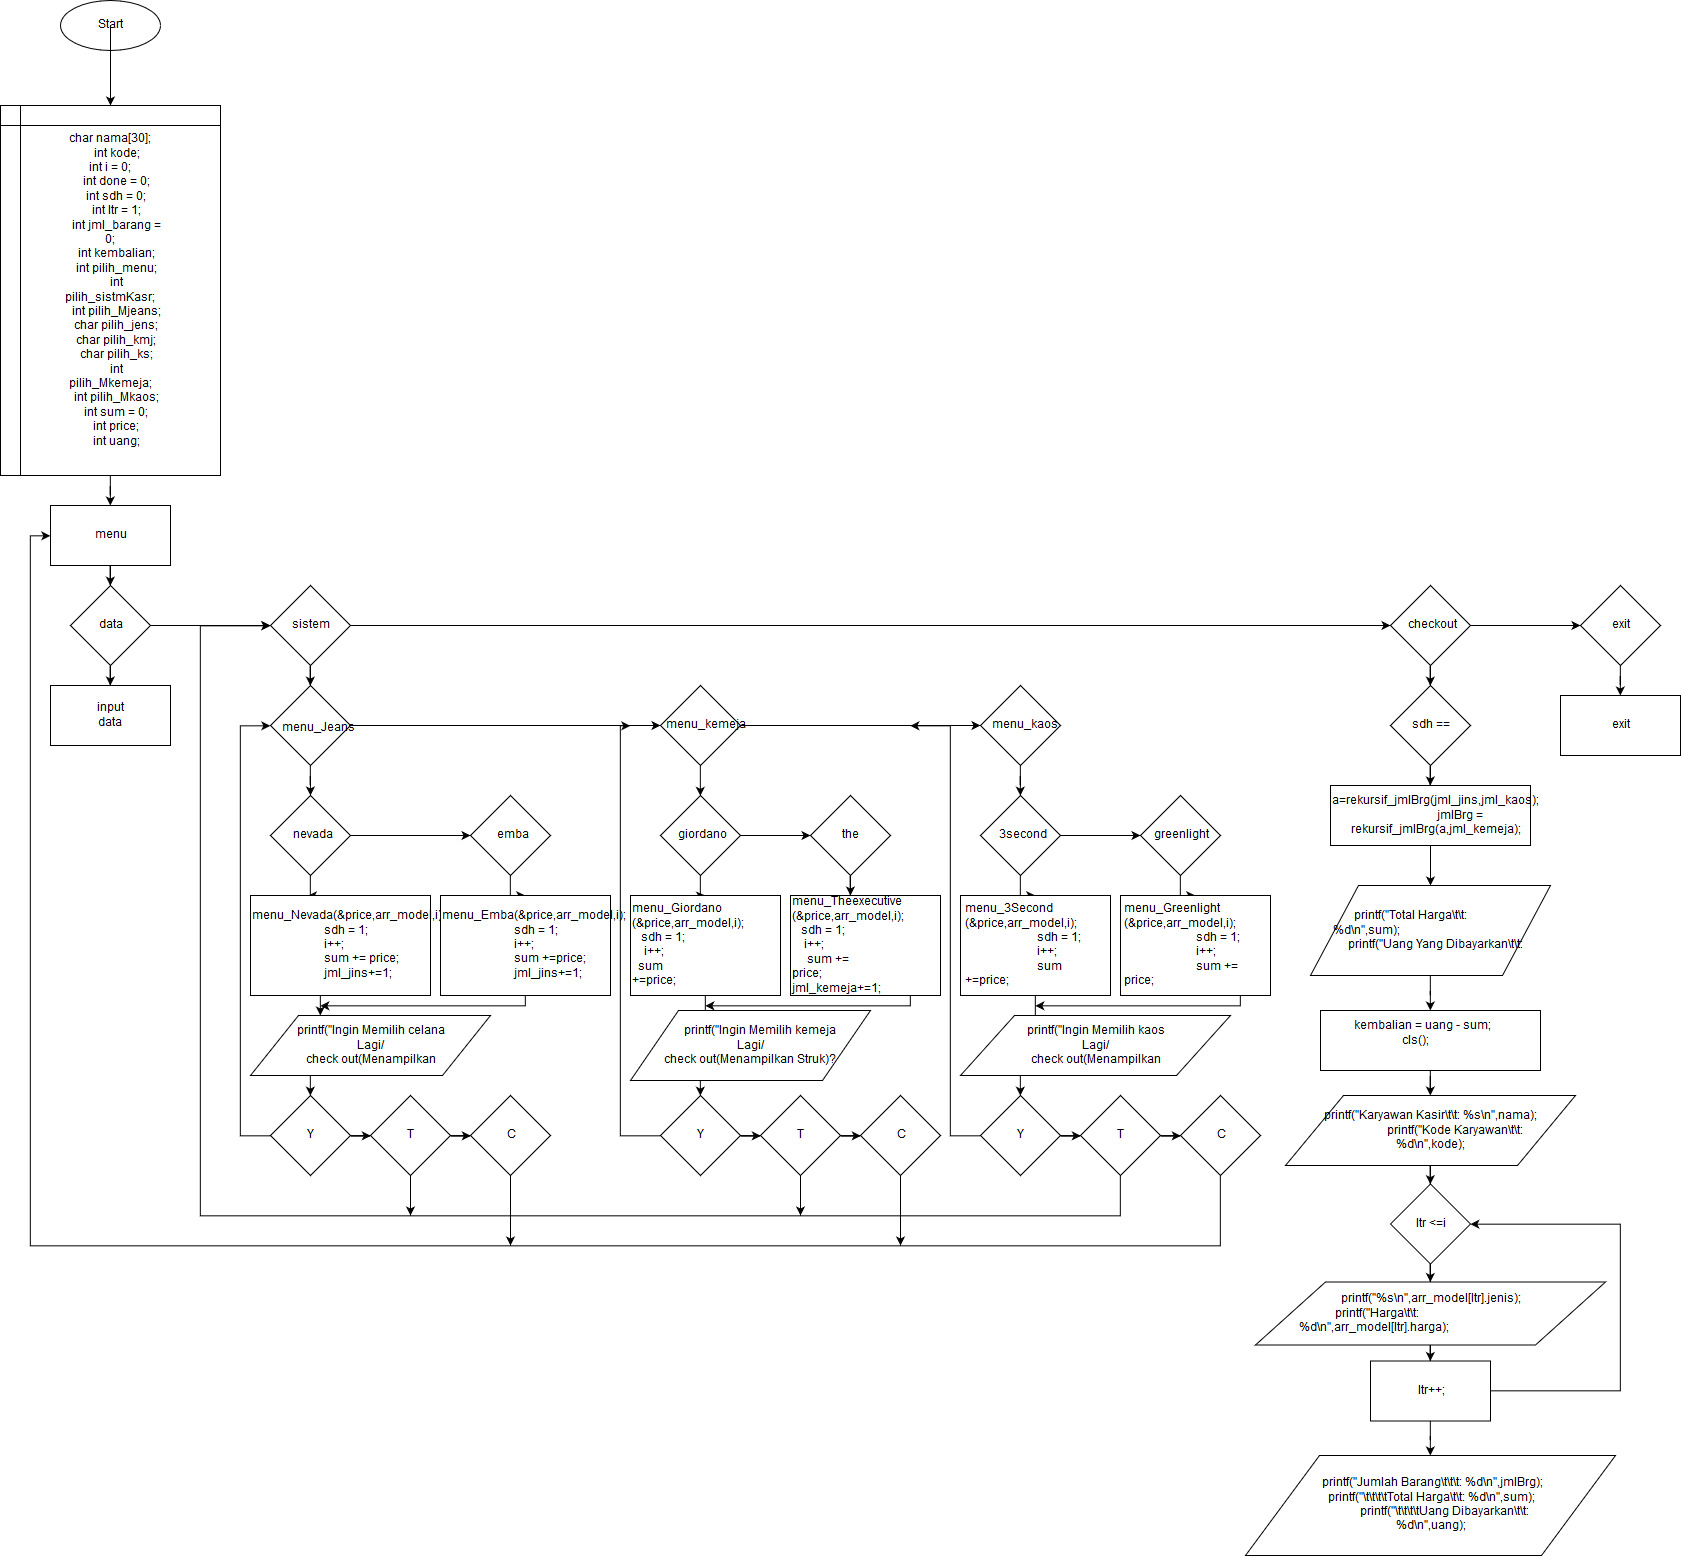 Start
char nama[30];
int kode;
int i = 0;
int done = 0;
int sdh = 0;
int ltr = 1;
int jml_barang =
0;
int kembalian;
int pilih_menu;
int
pilih_sistmKasr;
int pilih_Mjeans;
char pilih_jens;
char pilih_kmj;
char pilih_ks;
int
pilih_Mkemeja;
int pilih_Mkaos;
int sum = 0;
int price;
int uang;
menu
data
sistem
checkout
exit
input
data
menu_Jeans
menu_kemeja
menu_kaos
sdh ==
exit
nevada
emba
giordano
the
3second
greenlight
a=rekursif_jmlBrg(jml_jins,jml_kaos);
jmlBrg =
rekursif_jmlBrg(a,jml_kemeja);
menu_Nevada(&price,arr_model,i);
sdh = 1;
i++;
sum += price;
jml_jins+=1;
menu_Emba(&price,arr_model,i);
sdh = 1;
i++;
sum +=price;
jml_jins+=1;
menu_Giordano
(&price,arr_model,i);
sdh = 1;
i++;
sum
+=price;
menu_Theexecutive
(&price,arr_model,i);
sdh = 1;
i++;
sum +=
price;
jml_kemeja+=1;
menu_3Second
(&price,arr_model,i);
sdh = 1;
i++;
sum
+=price;
menu_Greenlight
(&price,arr_model,i);
sdh = 1;
i++;
sum +=
price;
printf("Total Harga\t\t:
%d\n",sum);
printf("Uang Yang Dibayarkan\t\t:
printf("Ingin Memilih celana
Lagi/
check out(Menampilkan
printf("Ingin Memilih kemeja
Lagi/
check out(Menampilkan Struk)?
printf("Ingin Memilih kaos
Lagi/
check out(Menampilkan
kembalian = uang - sum;
cls();
Y
T
C
Y
T
C
Y
T
C
printf("Karyawan Kasir\t\t: %s\n",nama);
printf("Kode Karyawan\t\t:
%d\n",kode);
ltr <=i
printf("%s\n",arr_model[ltr].jenis);
printf("Harga\t\t:
%d\n",arr_model[ltr].harga);
ltr++;
printf("Jumlah Barang\t\t\t: %d\n",jmlBrg);
printf("\t\t\t\tTotal Harga\t\t: %d\n",sum);
printf("\t\t\t\tUang Dibayarkan\t\t:
%d\n",uang);